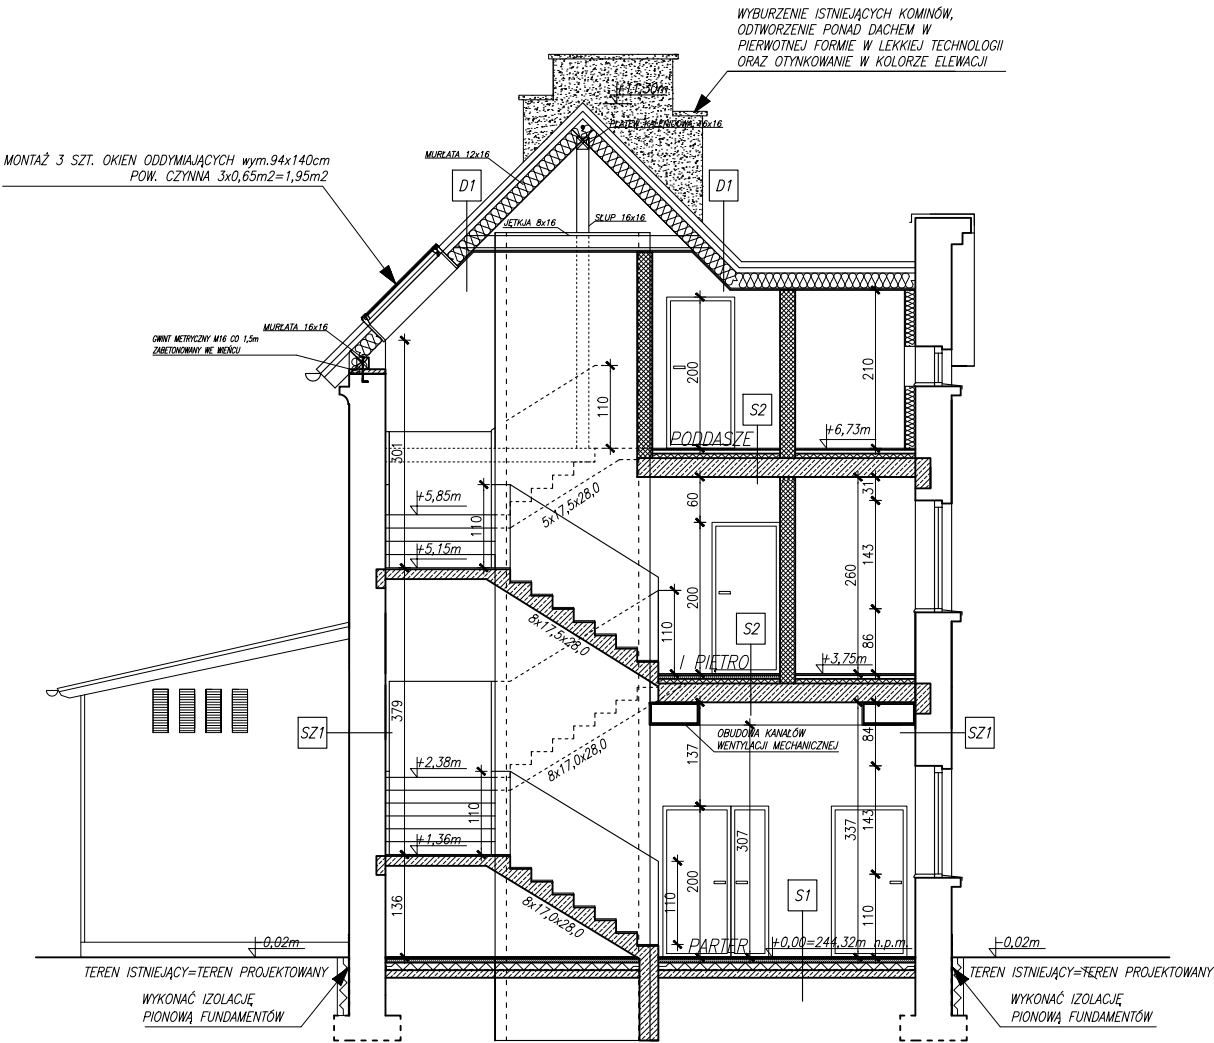 WYBURZENIE ISTNIEJĄCYCH KOMINÓW,
ODTWORZENIE PONAD DACHEM W
PIERWOTNEJ FORMIE W LEKKIEJ TECHNOLOGII
ORAZ OTYNKOWANIE W KOLORZE ELEWACJI
+11,30m
16x16
MURŁATA 12x16
MONTAŻ 3 SZT. OKIEN ODDYMIAJĄCYCH wym.94x140cm
POW. CZYNNA 3x0,65m2=1,95m2
D1
D1
JĘTKJA 8x16
SŁUP 16x16
MURŁATA 16x16
GWINT METRYCZNY M16 CO 1,5m
ZABETONOWANY WE WIEŃCU
200
210
110
S2
+6,73m
PODDASZE
301
31
+5,85m
60
5x17,5x28,0
110
+5,15m
143
260
200
8x17,5x28,0
110
S2
86
I PIĘTRO
+3,75m
379
SZ1
SZ1
84
OBUDOWA KANAŁÓW
WENTYLACJI MECHANICZNEJ
137
+2,38m
8x17,0x28,0
110
143
337
307
+1,36m
200
136
110
8x17,0x28,0
S1
110
-0,02m
PARTER
+0,00=244,32m n.p.m.
-0,02m
TEREN ISTNIEJĄCY=TEREN PROJEKTOWANY
TEREN ISTNIEJĄCY=TEREN PROJEKTOWANY
WYKONAĆ IZOLACJĘ
PIONOWĄ FUNDAMENTÓW
WYKONAĆ IZOLACJĘ
PIONOWĄ FUNDAMENTÓW